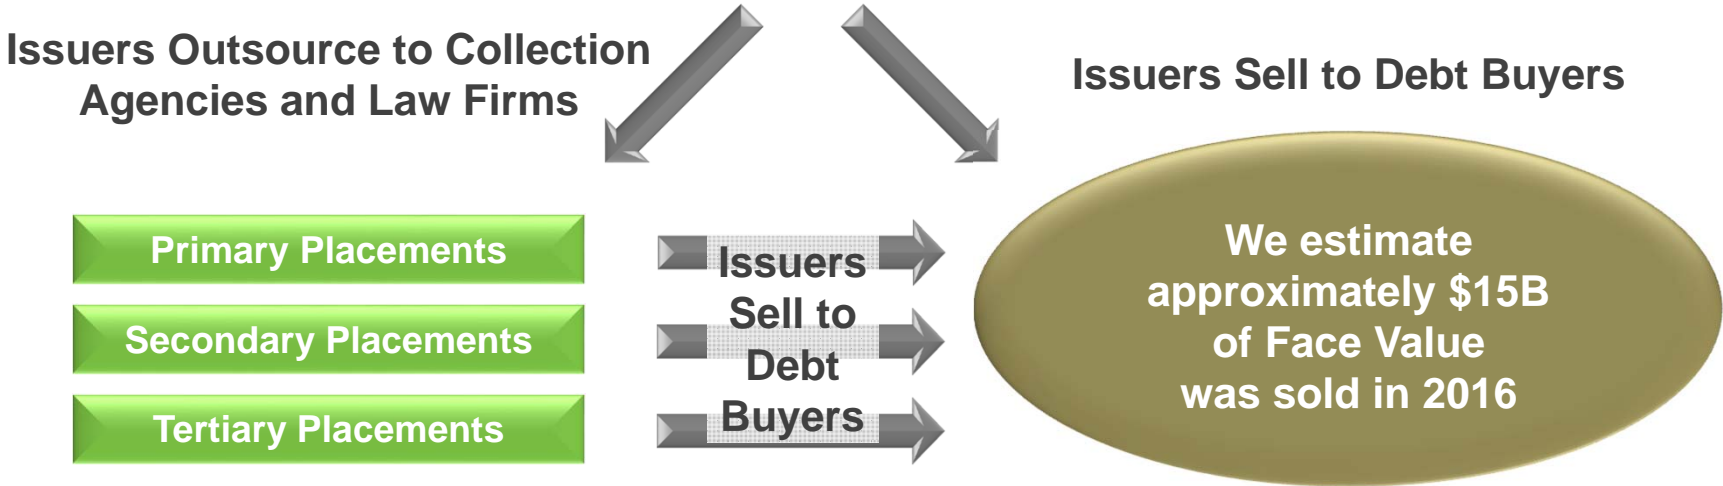 Issuers Outsource to Collection
Agencies and Law Firms
Issuers Sell to Debt Buyers
Primary Placements
Secondary Placements
Tertiary Placements
Issuers
Sell to
Debt
Buyers
We estimate
approximately $15B
of Face Value
was sold in 2016